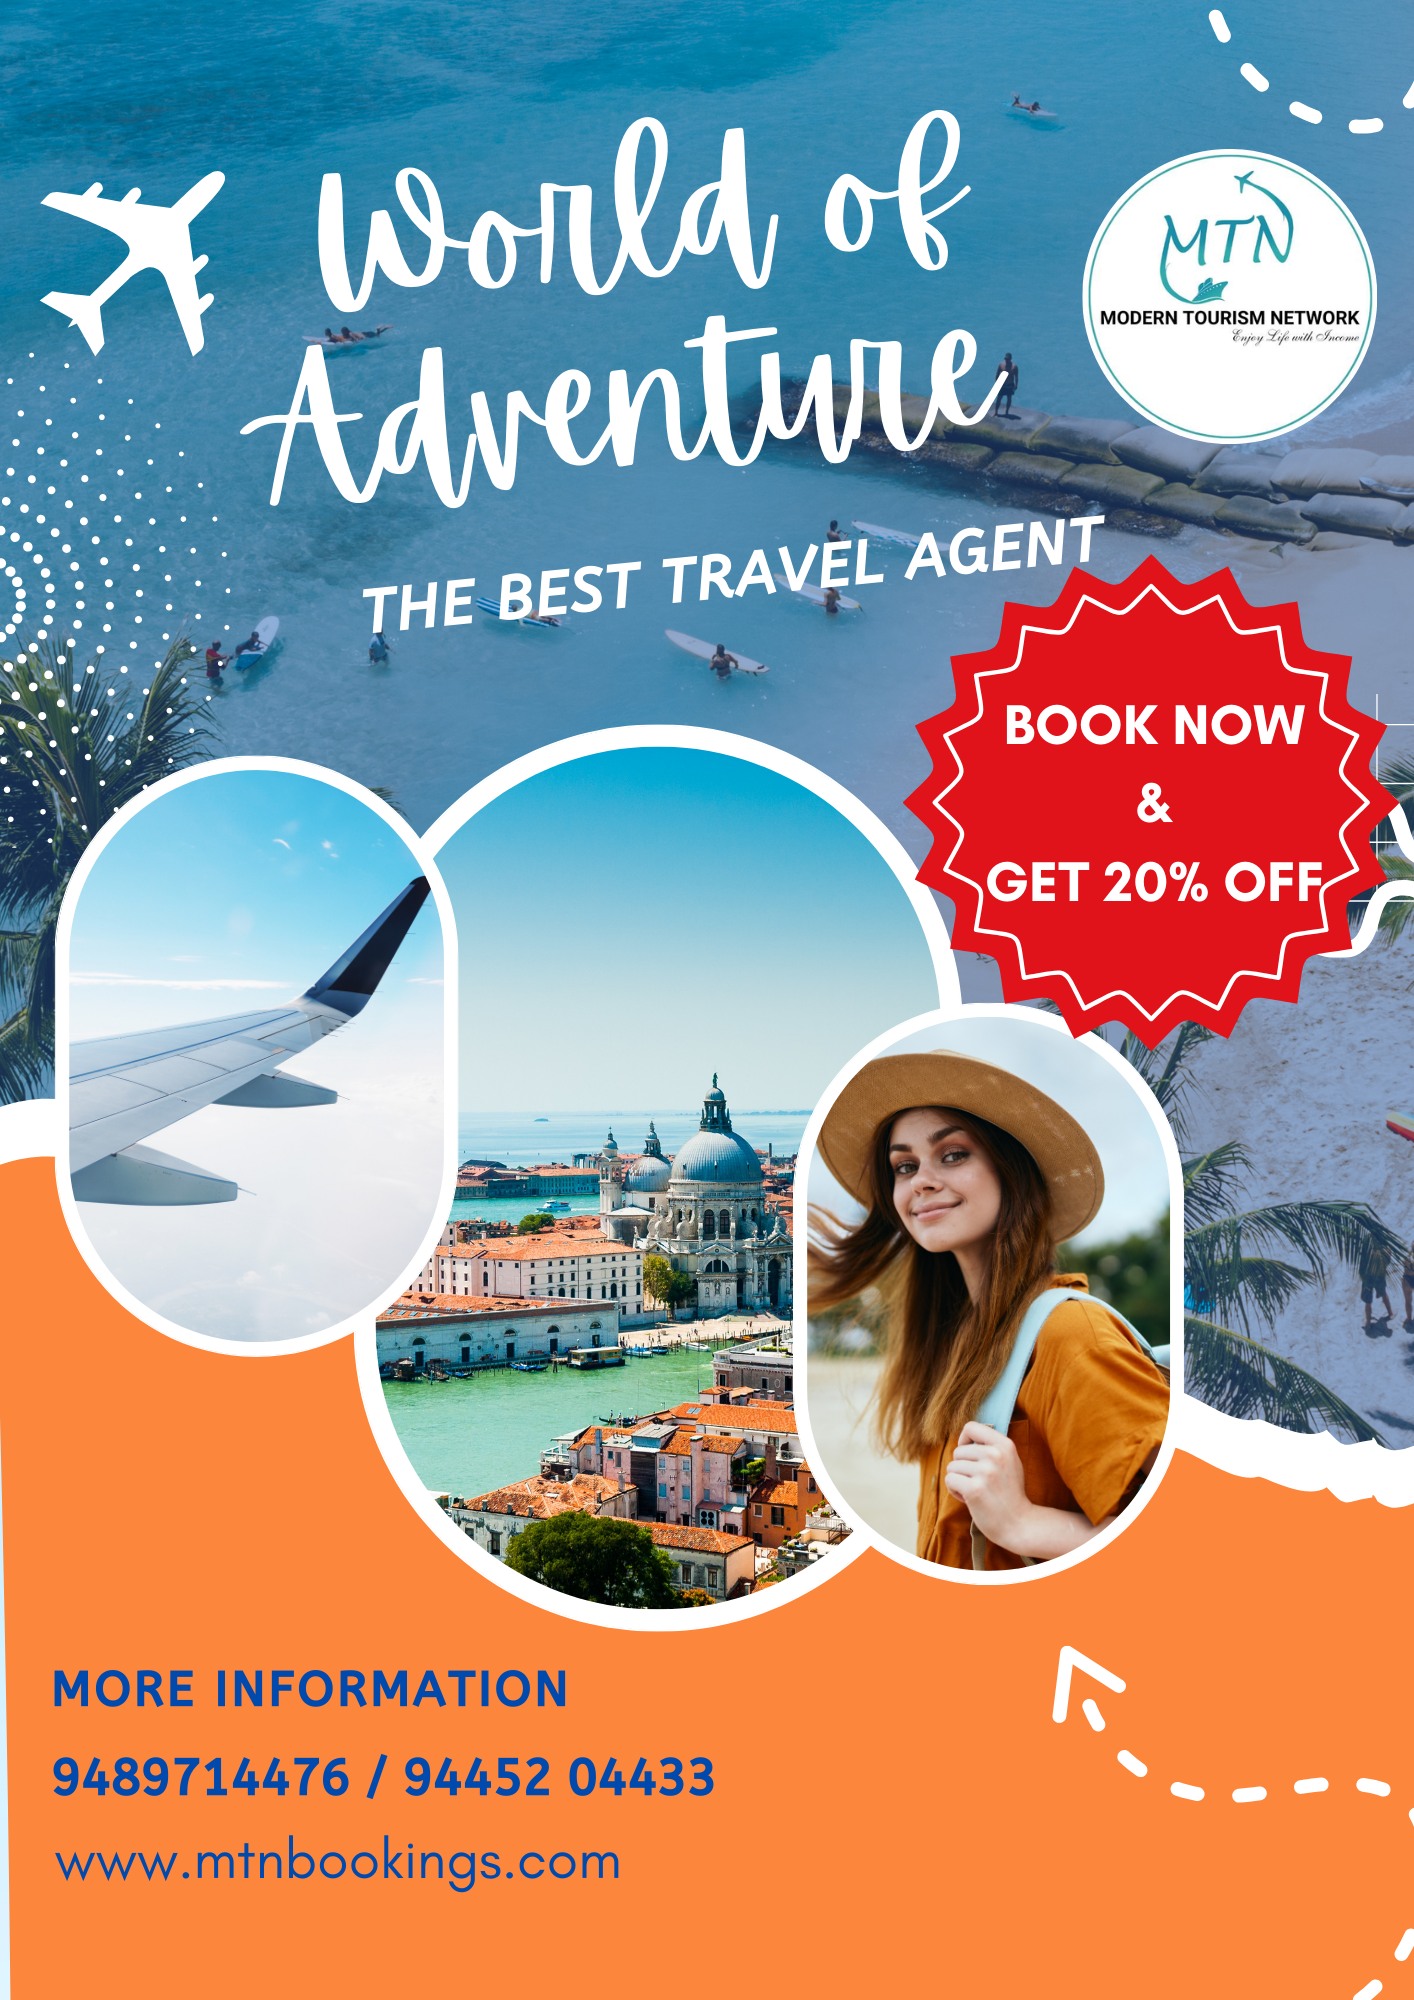 World of
Adventure
THE BEST TRAVEL AGENT
MTN
MODERN TOURISM NETWORK
Enjoy Life with Income
BOOK NOW
&
GET 20% OFF
MORE INFORMATION
9489714476 / 94452 04433
www.mtnbookings.com